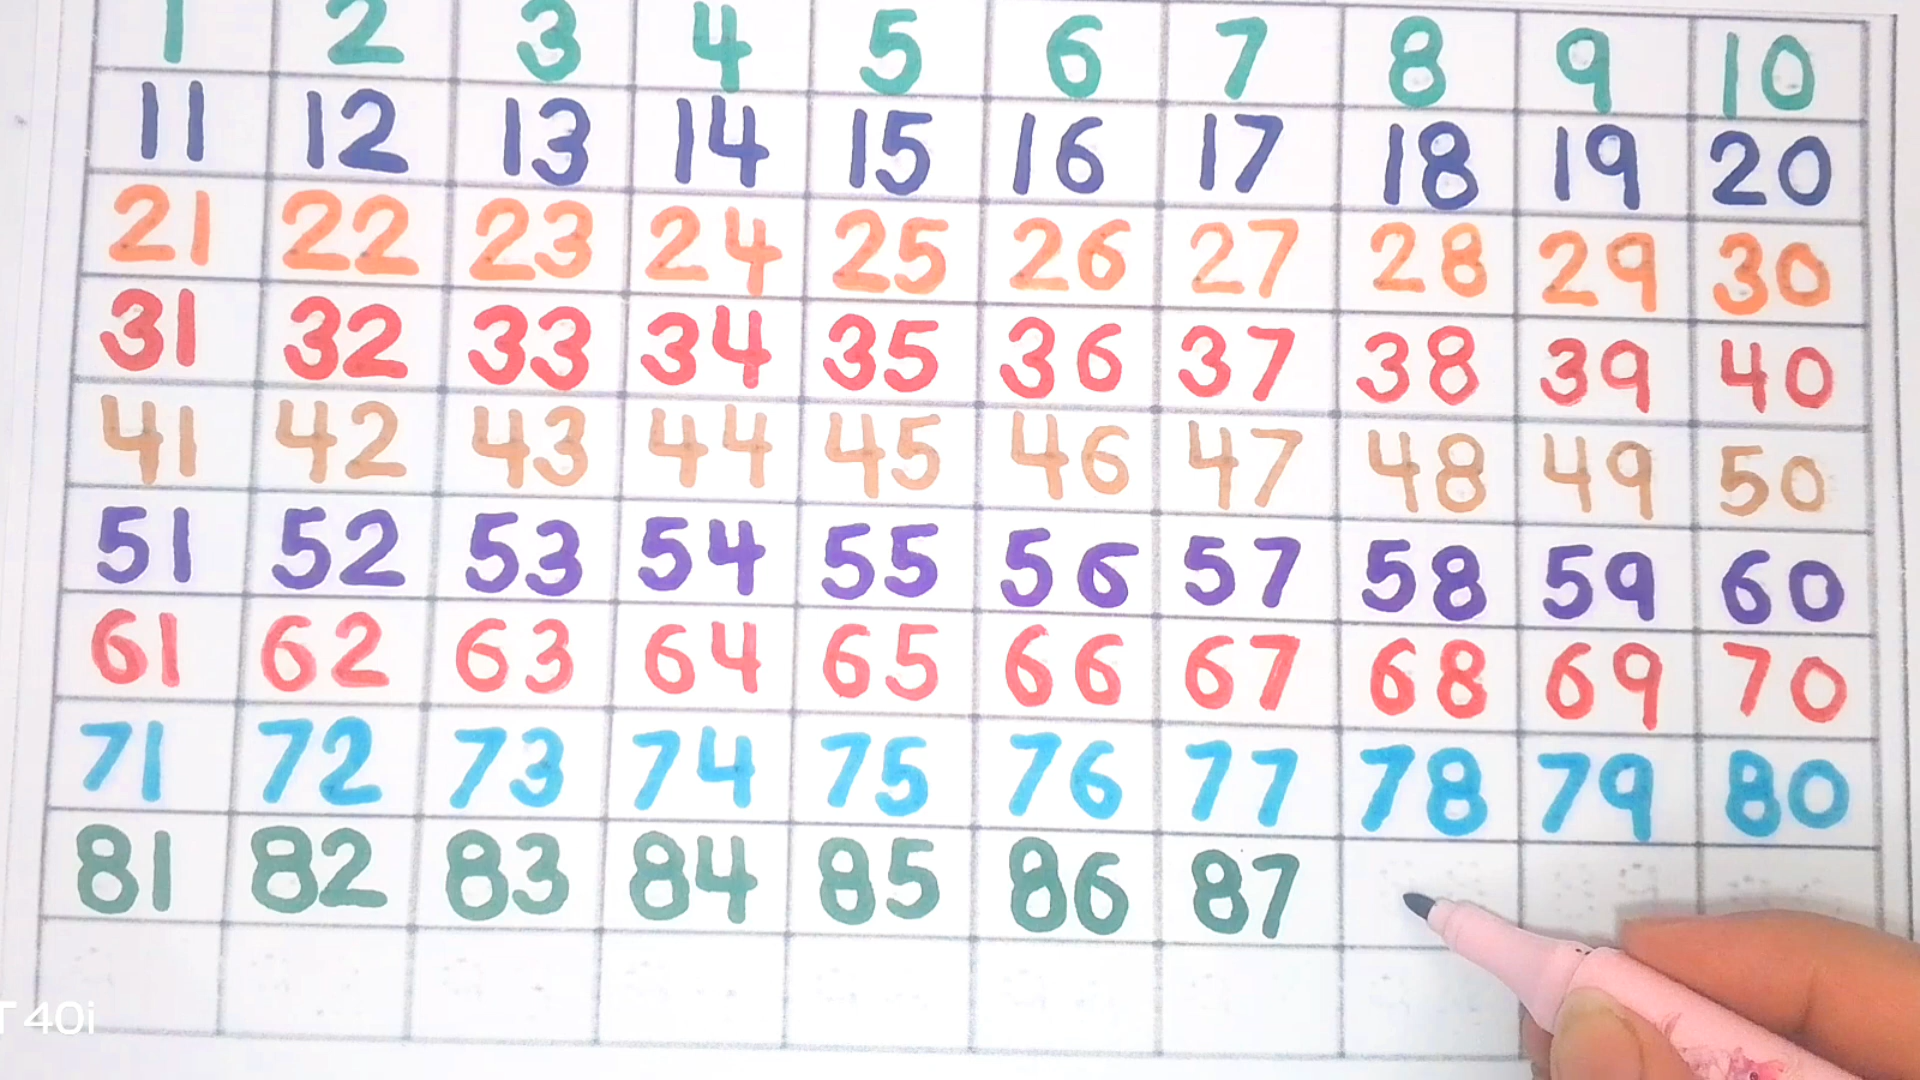 1 2 3 4 5 6 7 8 9 10
11 12 13 14 15 16 17 18 19 20
21 22 23 24 25 26 27 28 29 30
31 32 33 34 35 36 37 38 39 40
41 42 43 44 45 46 47 48 49 50
51 52 53 54 55 56 57 58 59 60
61 62 63 64 65 66 67 68 69 70
71 72 73 74 75 76 77 78 79 80
81 82 83 84 85 86 87
40i